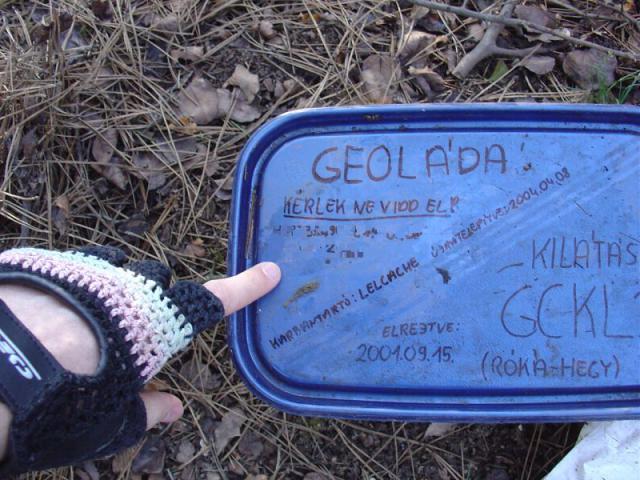 GEOLÁDA
KÉRLEK NE VIDD EL!
ÚJRATELEPÍTVE: 2004.04.08
KARBANTARTÓ: LELCACHE
ELREJTVE:
2001.09.15.
KILÁTÁS
GCKL
(RÓKA-HEGY)